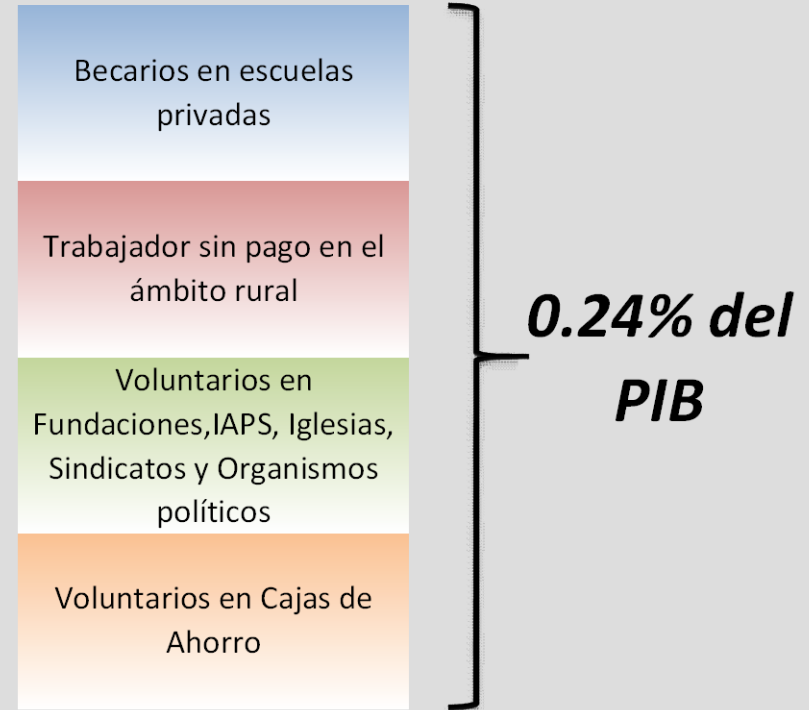 Becarios en escuelas
privadas
Trabajador sin pago en el
ámbito rural
Voluntarios en
Fundaciones,IAPS, Iglesias,
Sindicatos y Organismos
políticos
Voluntarios en Cajas de
Ahorro
0.24% del
PIB